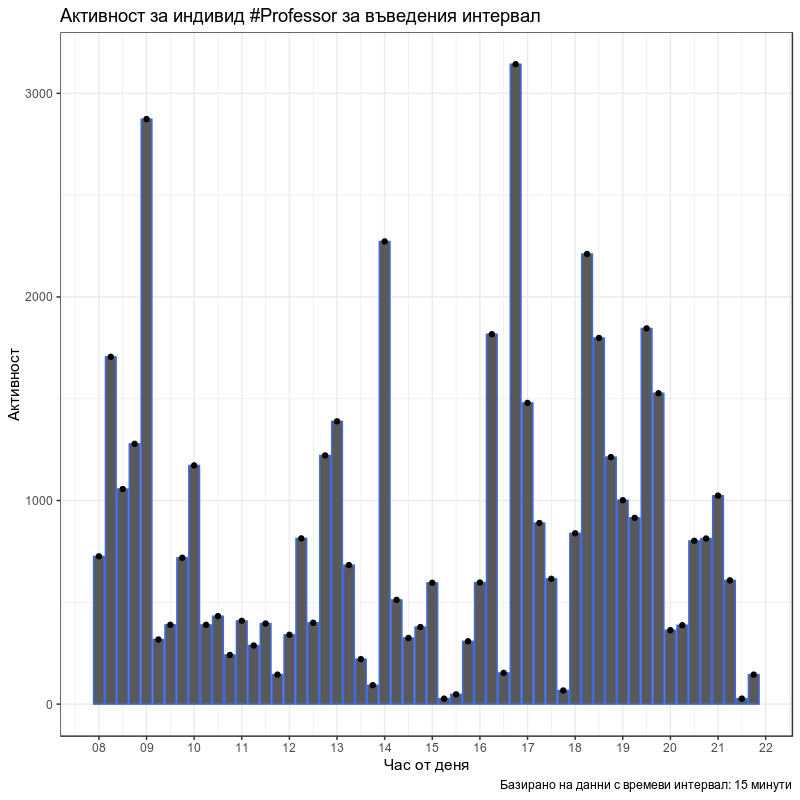 Активност за индивид #Professor за въведения интервал
Активност
3000
2000
1000
0
08 09 10 11 12 13 14 15 16 17 18 19 20 21 22
Час от деня
Базирано на данни с времеви интервал: 15 минути